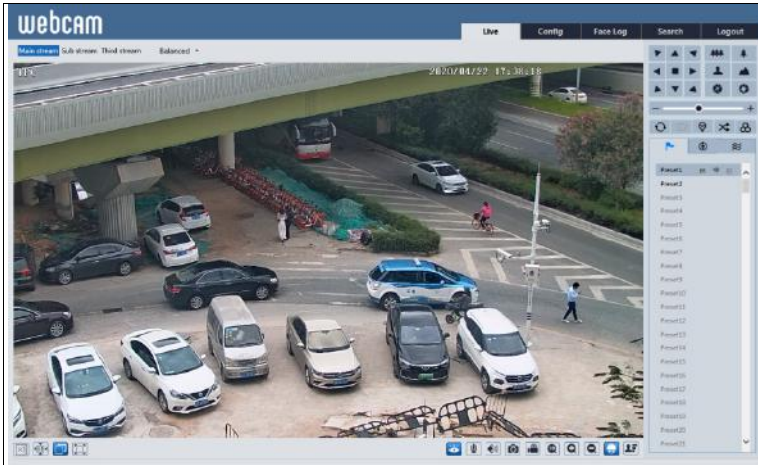 webcam
Live Config Face Log Search Logout
Main stream Sub stream Third stream Balanced
IPC 2020/04/22 17:38:18
Preset1
Preset2
Preset3
Preset4
Preset5
Preset6
Preset7
Preset8
Preset9
Preset10
Preset11
Preset12
Preset13
Preset14
Preset15
Preset16
Preset17
Preset18
Preset19
Preset20
Preset21